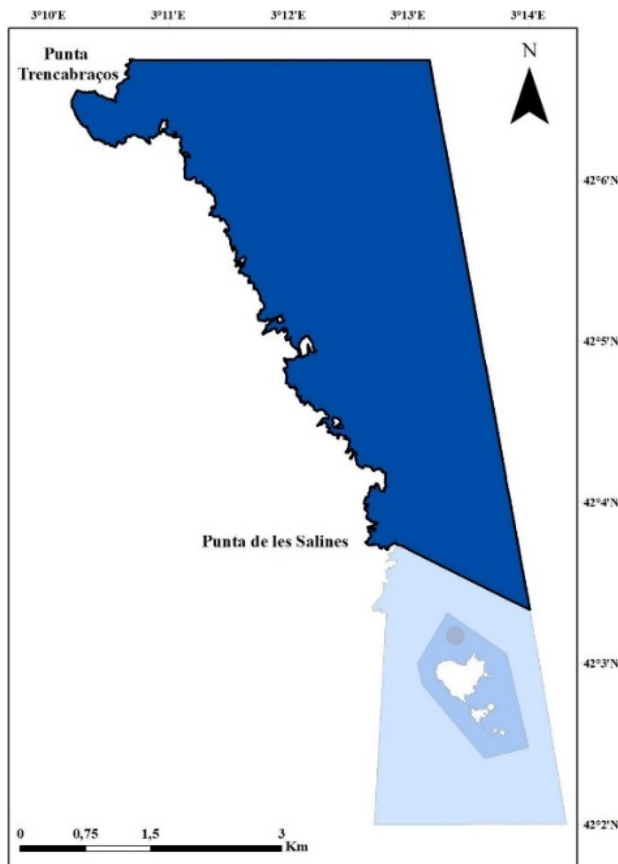 3°10'E 3°11'E 3°12'E 3°13'E 3°14'E
Punta
Trencabraços
N
42°6'N
42°5'N
42°4'N
Punta de les Salines
42°3'N
42°2'N
0 0,75 1,5 3
Km